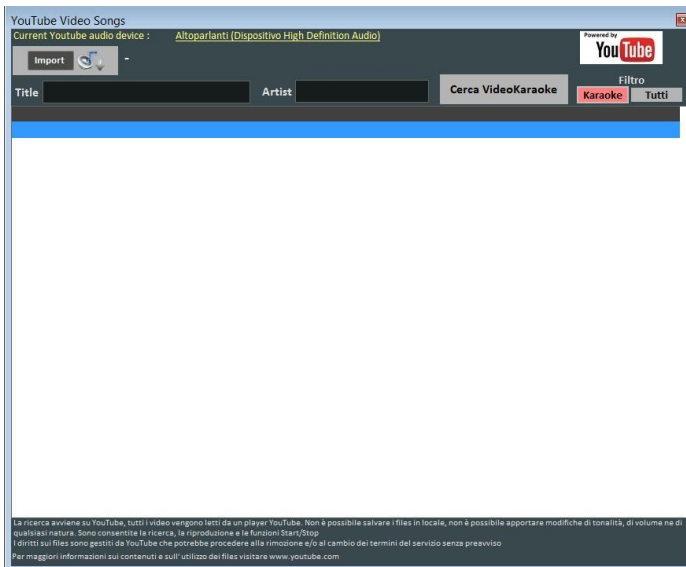 YouTube Video Songs
Current Youtube audio device : Altoparlanti (Dispositivo High Definition Audio)
Powered by
YouTube
Import -
Filtro
Title Artist Cerca VideoKaraoke Karaoke Tutti
La ricerca avviene su YouTube, tutti i video vengono letti da un player YouTube. Non è possibile salvare i files in locale, non è possibile apportare modifiche di tonalità, di volume ne di
qualsiasi natura. Sono consentite la ricerca, la riproduzione e le funzioni Start/Stop
I diritti sui files sono gestiti da YouTube che potrebbe procedere alla rimozione e/o al cambio dei termini del servizio senza preavviso
Per maggiori informazioni sui contenuti e sull' utilizzo dei files visitare www.youtube.com